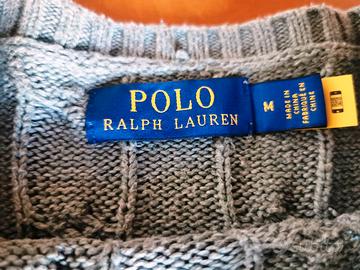 POLO
RALPH LAUREN
M
MADE IN
CHINA
FABRIQUÉ EN
CHINE